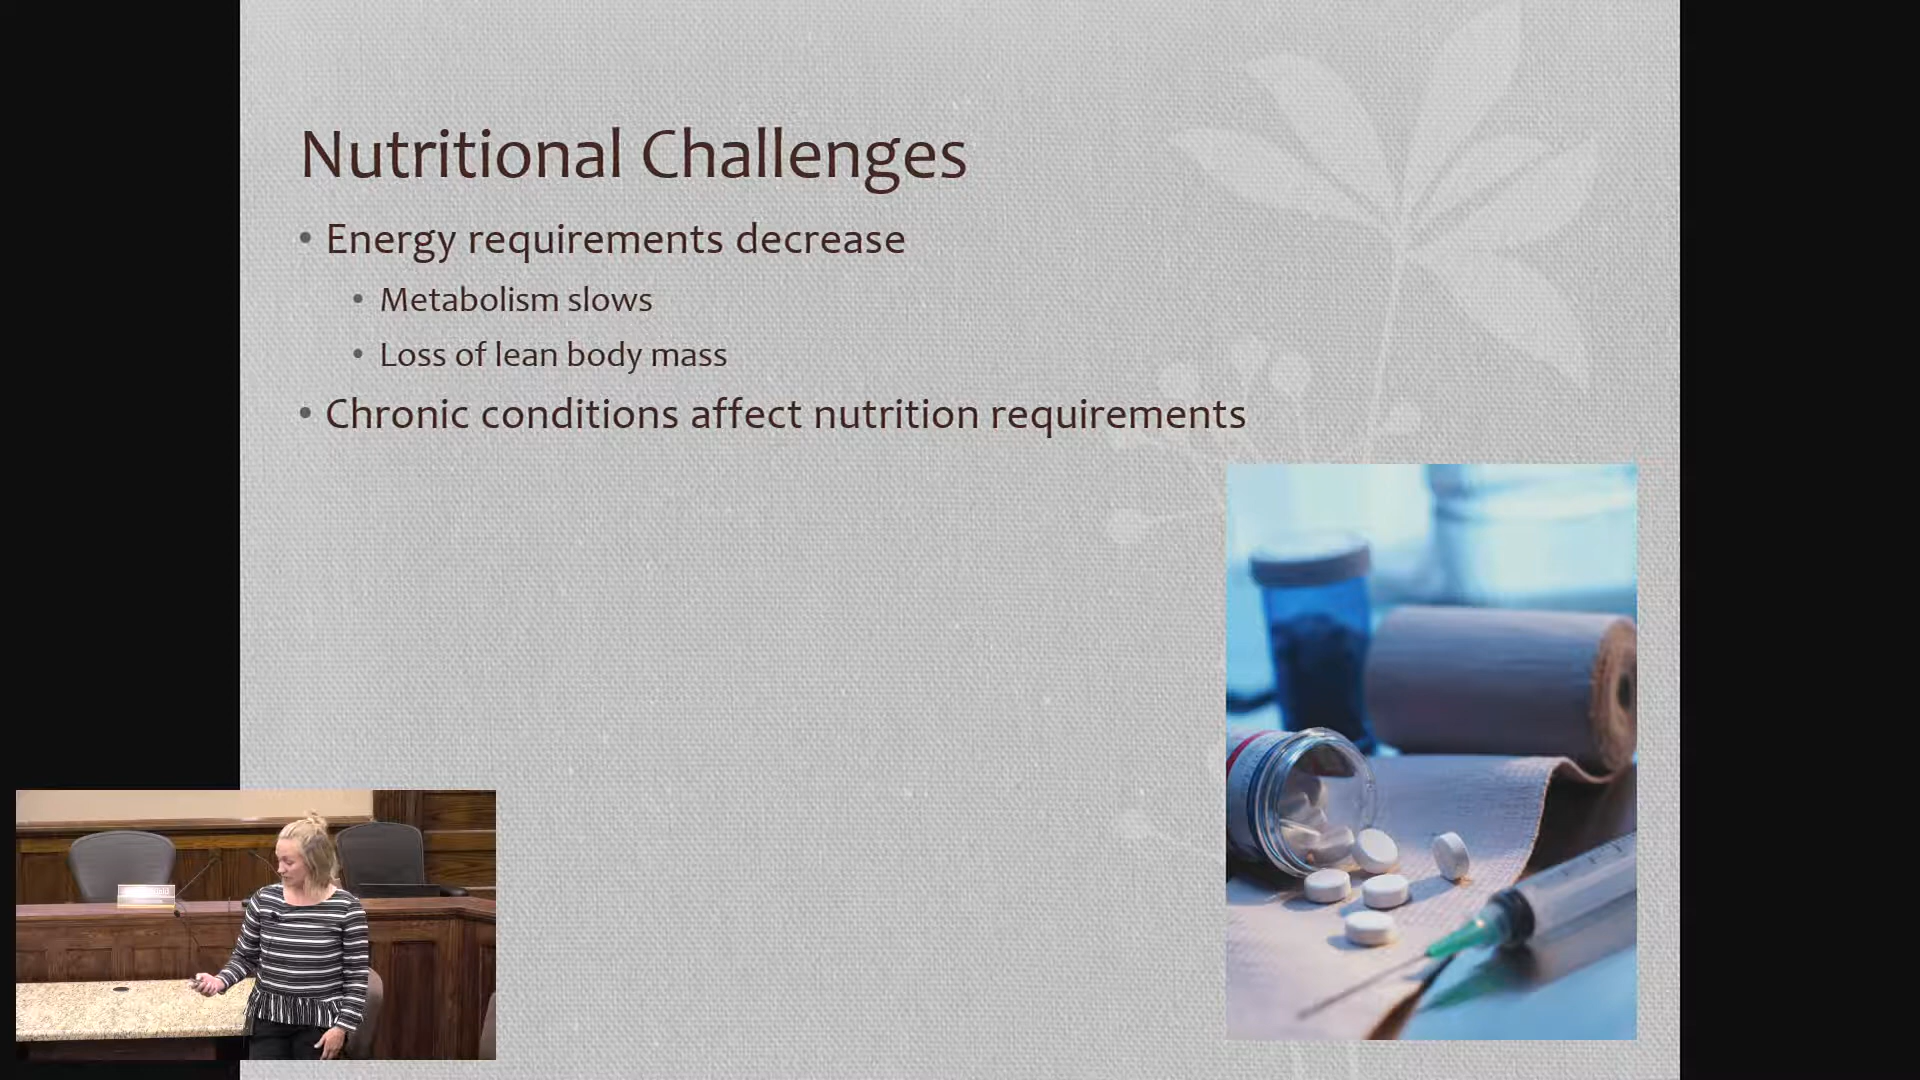 Nutritional Challenges
• Energy requirements decrease
• Metabolism slows
• Loss of lean body mass
• Chronic conditions affect nutrition requirements